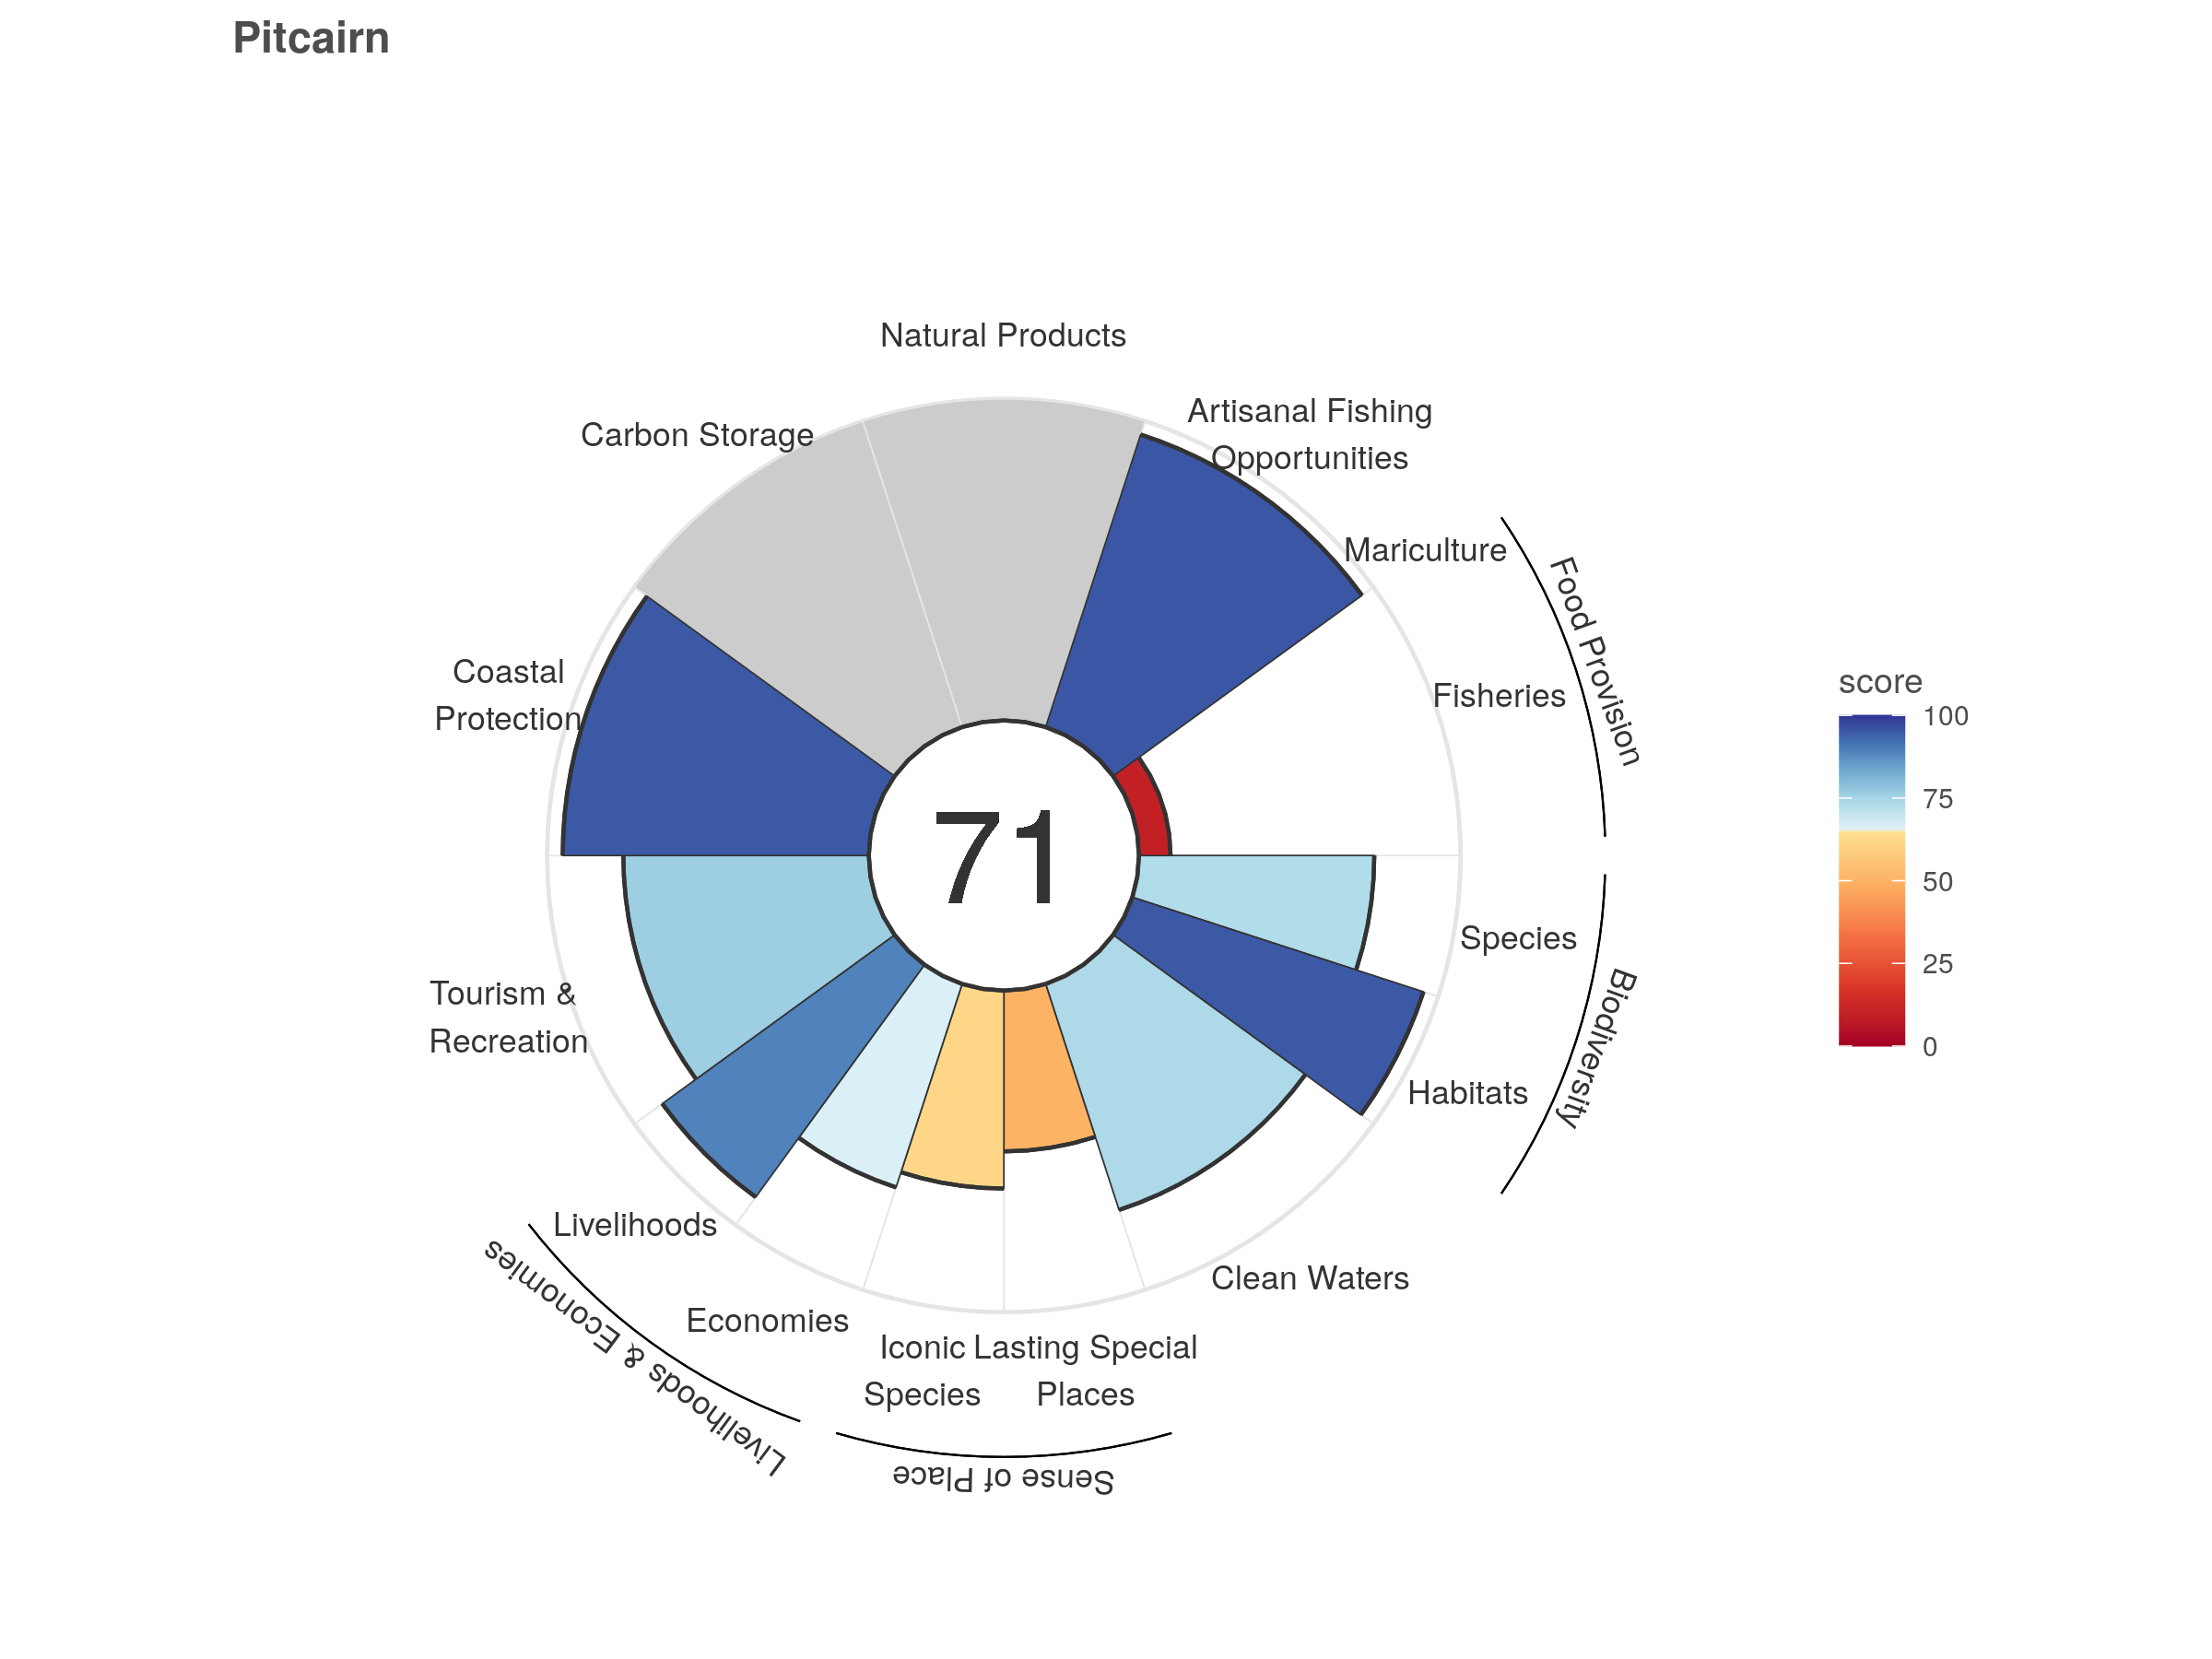 Pitcairn
Natural Products
Artisanal Fishing
Opportunities
Carbon Storage
Mariculture
Food Provision
Fisheries
Coastal
Protection
71
score
100
75
50
25
0
Species
Biodiversity
Habitats
Tourism &
Recreation
Livelihoods
Clean Waters
Economies
Livelihoods & Economies
Iconic
Species
Lasting Special
Places
Sense of Place